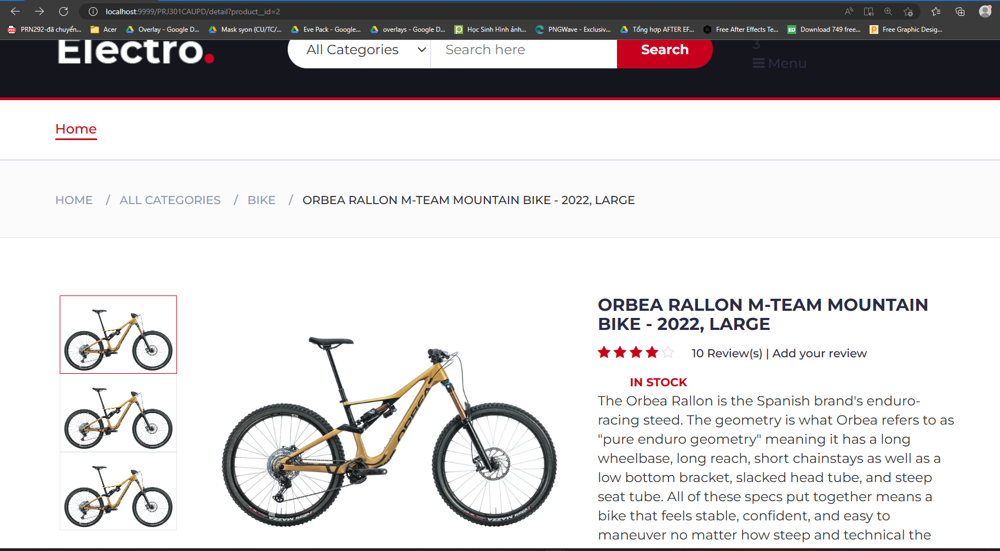 localhost:9999/PRJ301CAUPD/detail?product__id=2
PRN292-đã chuyển...
Acer
Overlay - Google D...
Mask syon (CU/TC/...
Eve Pack - Google...
overlays - Google D...
Học Sinh Hình ảnh...
PNGWave - Exclusiv...
Tổng hợp AFTER EF...
Free After Effects Te...
Download 749 free...
Free Graphic Desig...
Electro.
All Categories
Search here
Search
3
Menu
Home
HOME / ALL CATEGORIES / BIKE / ORBEA RALLON M-TEAM MOUNTAIN BIKE - 2022, LARGE
ORBEA RALLON M-TEAM MOUNTAIN
BIKE - 2022, LARGE
10 Review(s) | Add your review
IN STOCK
The Orbea Rallon is the Spanish brand's enduro-
racing steed. The geometry is what Orbea refers to as
"pure enduro geometry" meaning it has a long
wheelbase, long reach, short chainstays as well as a
low bottom bracket, slacked head tube, and steep
seat tube. All of these specs put together means a
bike that feels stable, confident, and easy to
maneuver no matter how steep and technical the
ORBEA
vittoria MAZZA
vittoria MAZZA